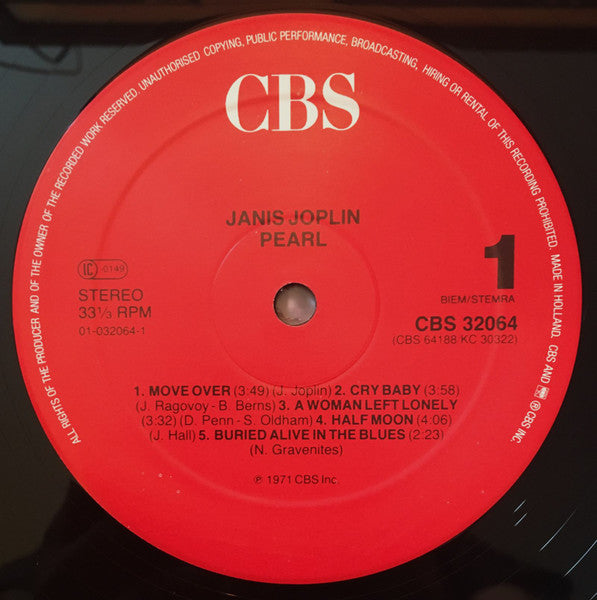 ALL RIGHTS OF THE PRODUCER AND OF THE OWNER OF THE RECORDED WORK RESERVED. UNAUTHORISED COPYING, PUBLIC PERFORMANCE, BROADCASTING, HIRING OR RENTAL OF THIS RECORDING PROHIBITED. MADE IN HOLLAND. CBS AND ® CBS INC.
CBS
JANIS JOPLIN
PEARL
1
IC -0149
STEREO
33⅓ RPM
01-032064-1
BIEM/STEMRA
CBS 32064
(CBS 64188 KC 30322)
1. MOVE OVER (3:49) (J. Joplin) 2. CRY BABY (3:58)
(J. Ragovoy - B. Berns) 3. A WOMAN LEFT LONELY
(3:32) (D. Penn - S. Oldham) 4. HALF MOON (4:06)
(J. Hall) 5. BURIED ALIVE IN THE BLUES (2:23)
(N. Gravenites)
℗ 1971 CBS Inc.